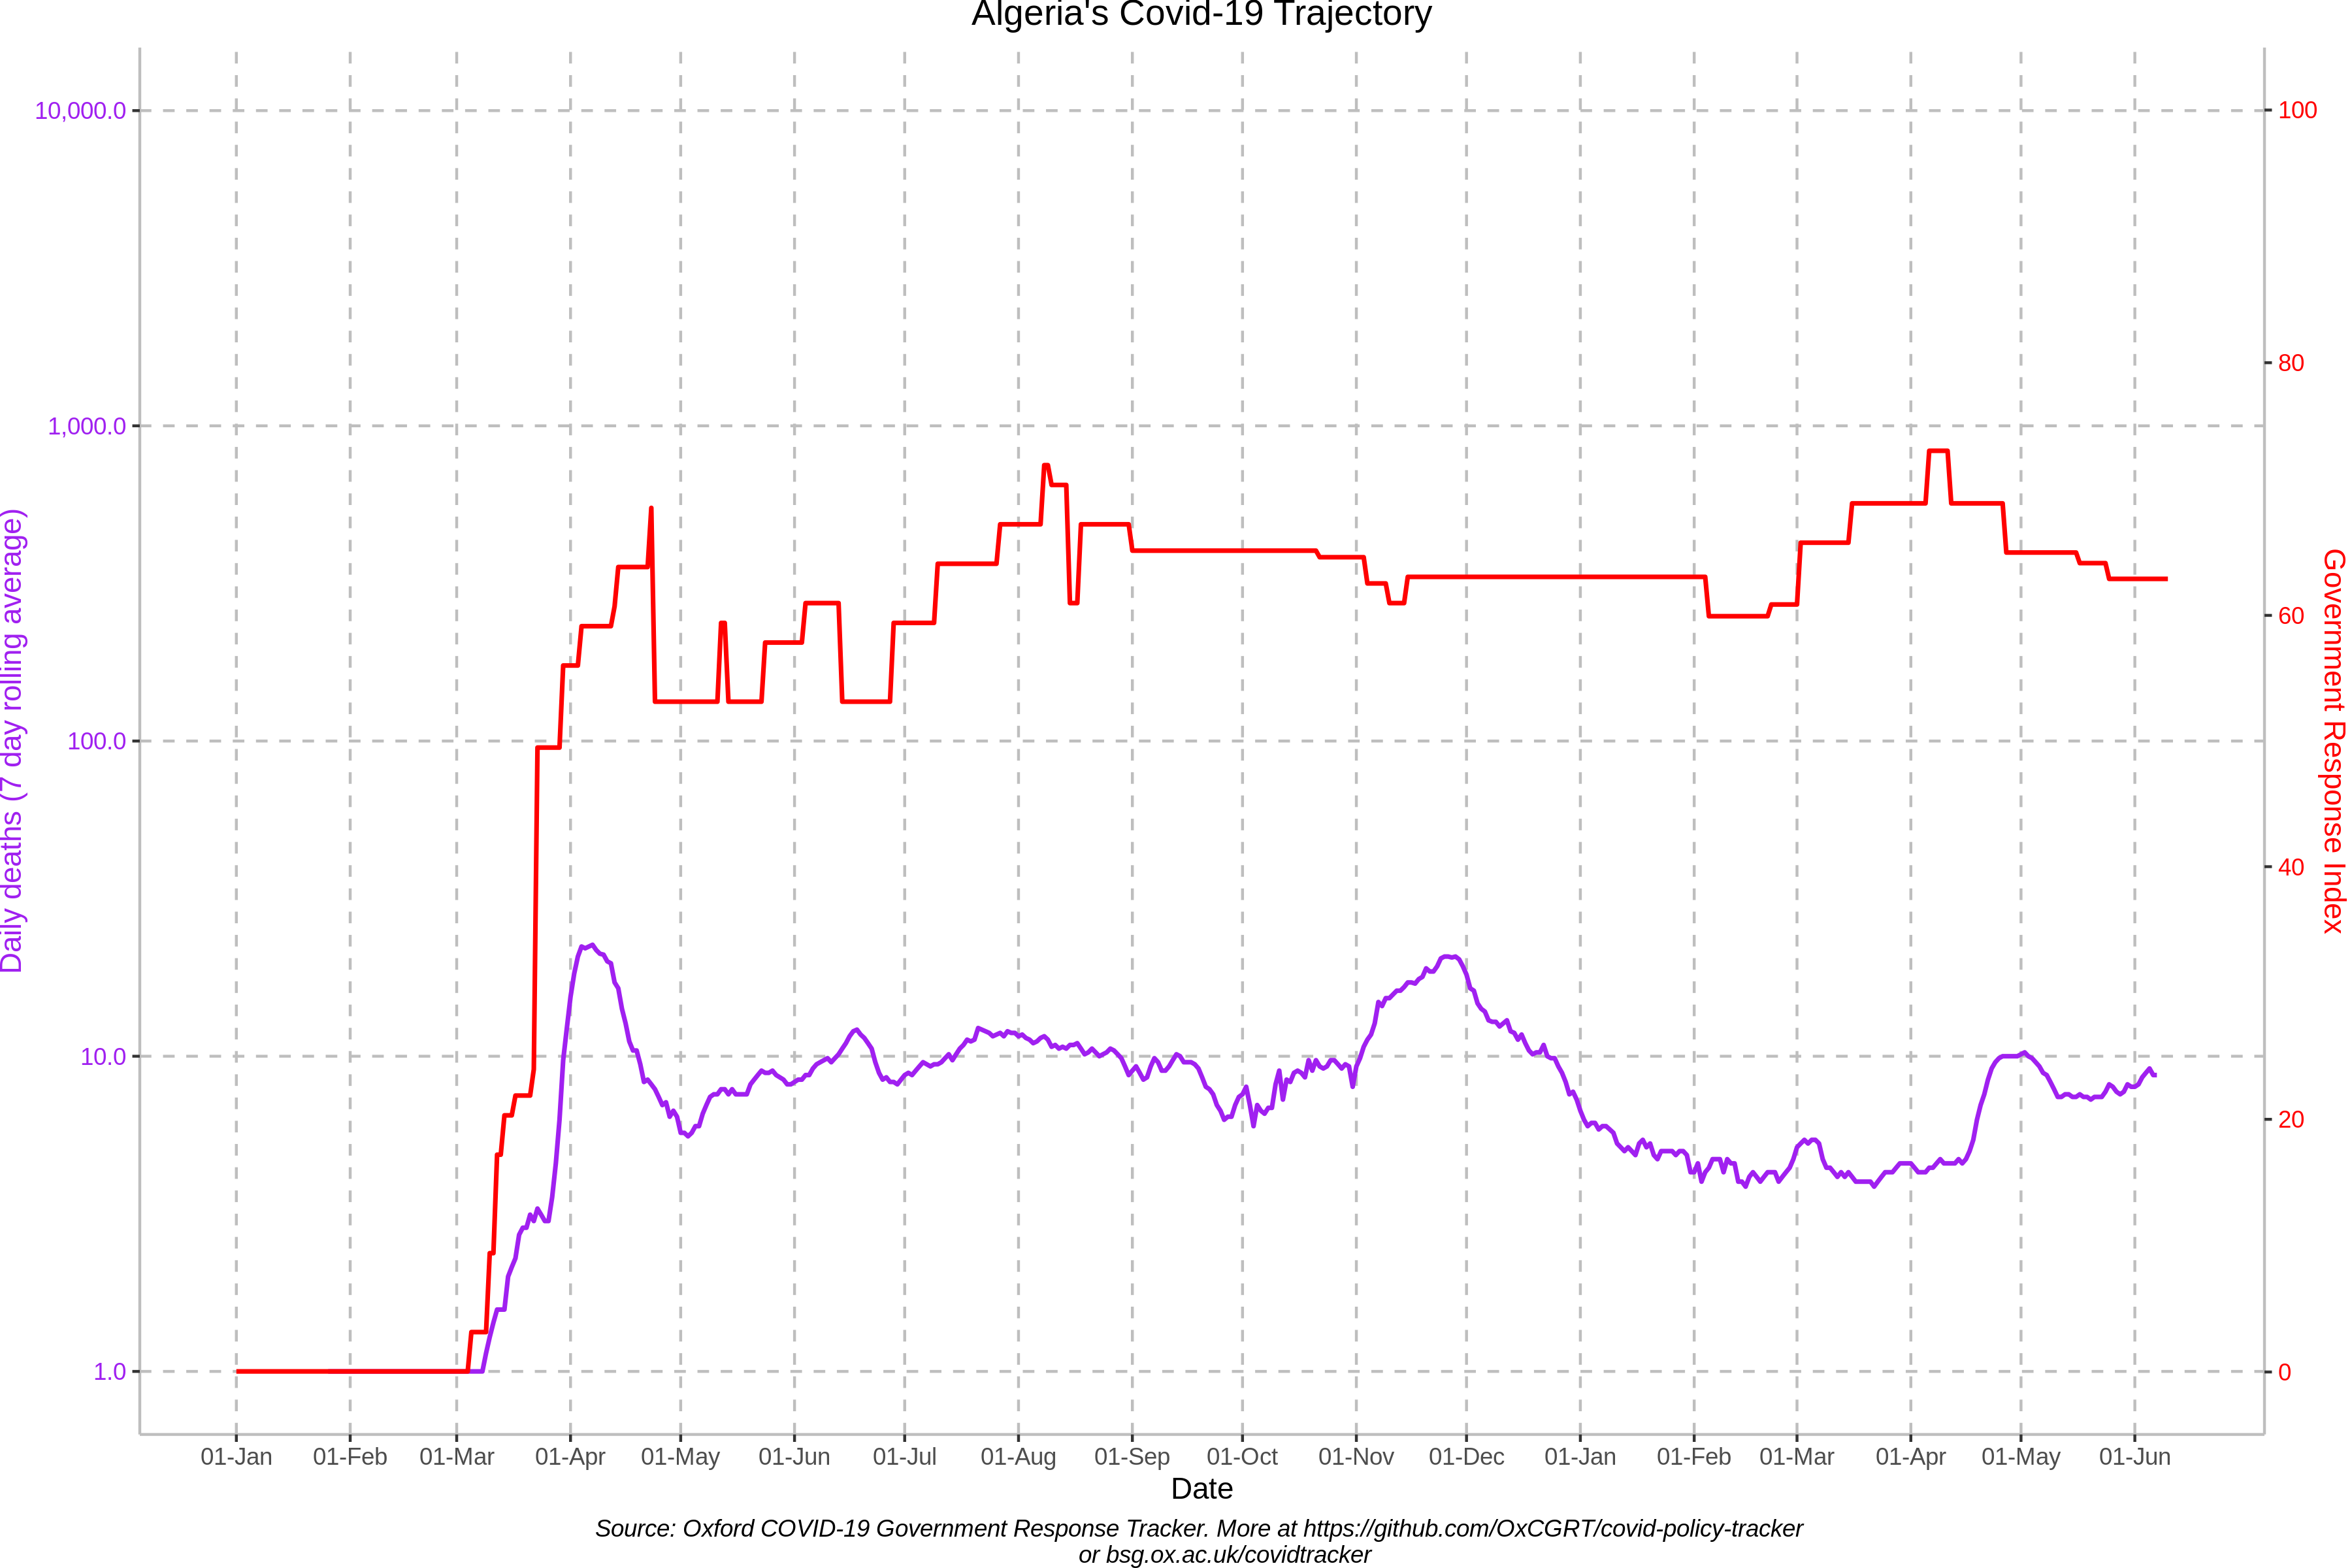 Algeria's Covid-19 Trajectory
Daily deaths (7 day rolling average)
10,000.0
1,000.0
100.0
10.0
1.0
100
80
60
40
20
0
Government Response Index
01-Jan 01-Feb 01-Mar 01-Apr 01-May 01-Jun 01-Jul 01-Aug 01-Sep 01-Oct 01-Nov 01-Dec 01-Jan 01-Feb 01-Mar 01-Apr 01-May 01-Jun
Date
Source: Oxford COVID-19 Government Response Tracker. More at https://github.com/OxCGRT/covid-policy-tracker
or bsg.ox.ac.uk/covidtracker